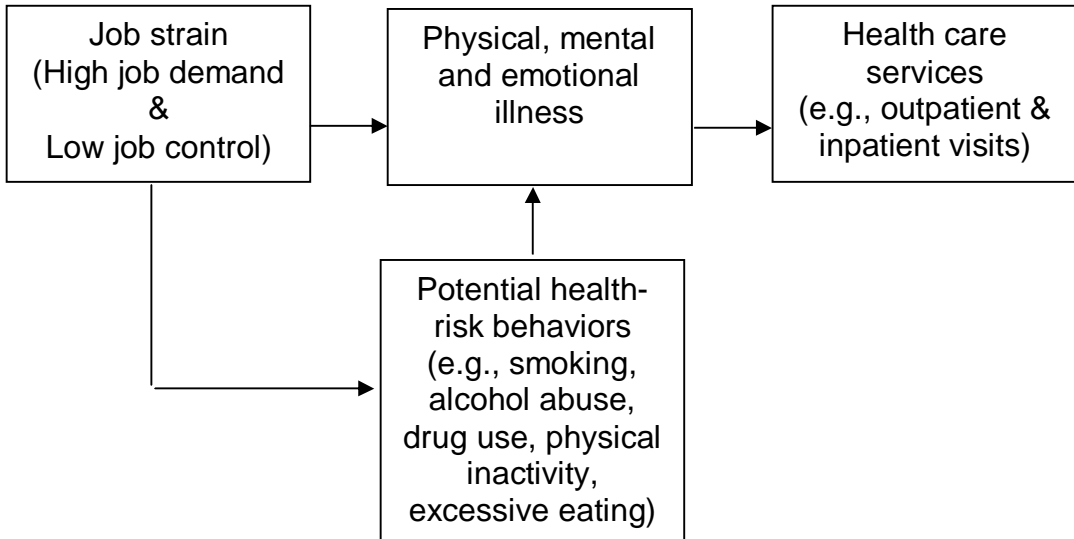 Job strain
(High job demand
&
Low job control)
Physical, mental
and emotional
illness
Health care
services
(e.g., outpatient &
inpatient visits)
Potential health-
risk behaviors
(e.g., smoking,
alcohol abuse,
drug use, physical
inactivity,
excessive eating)